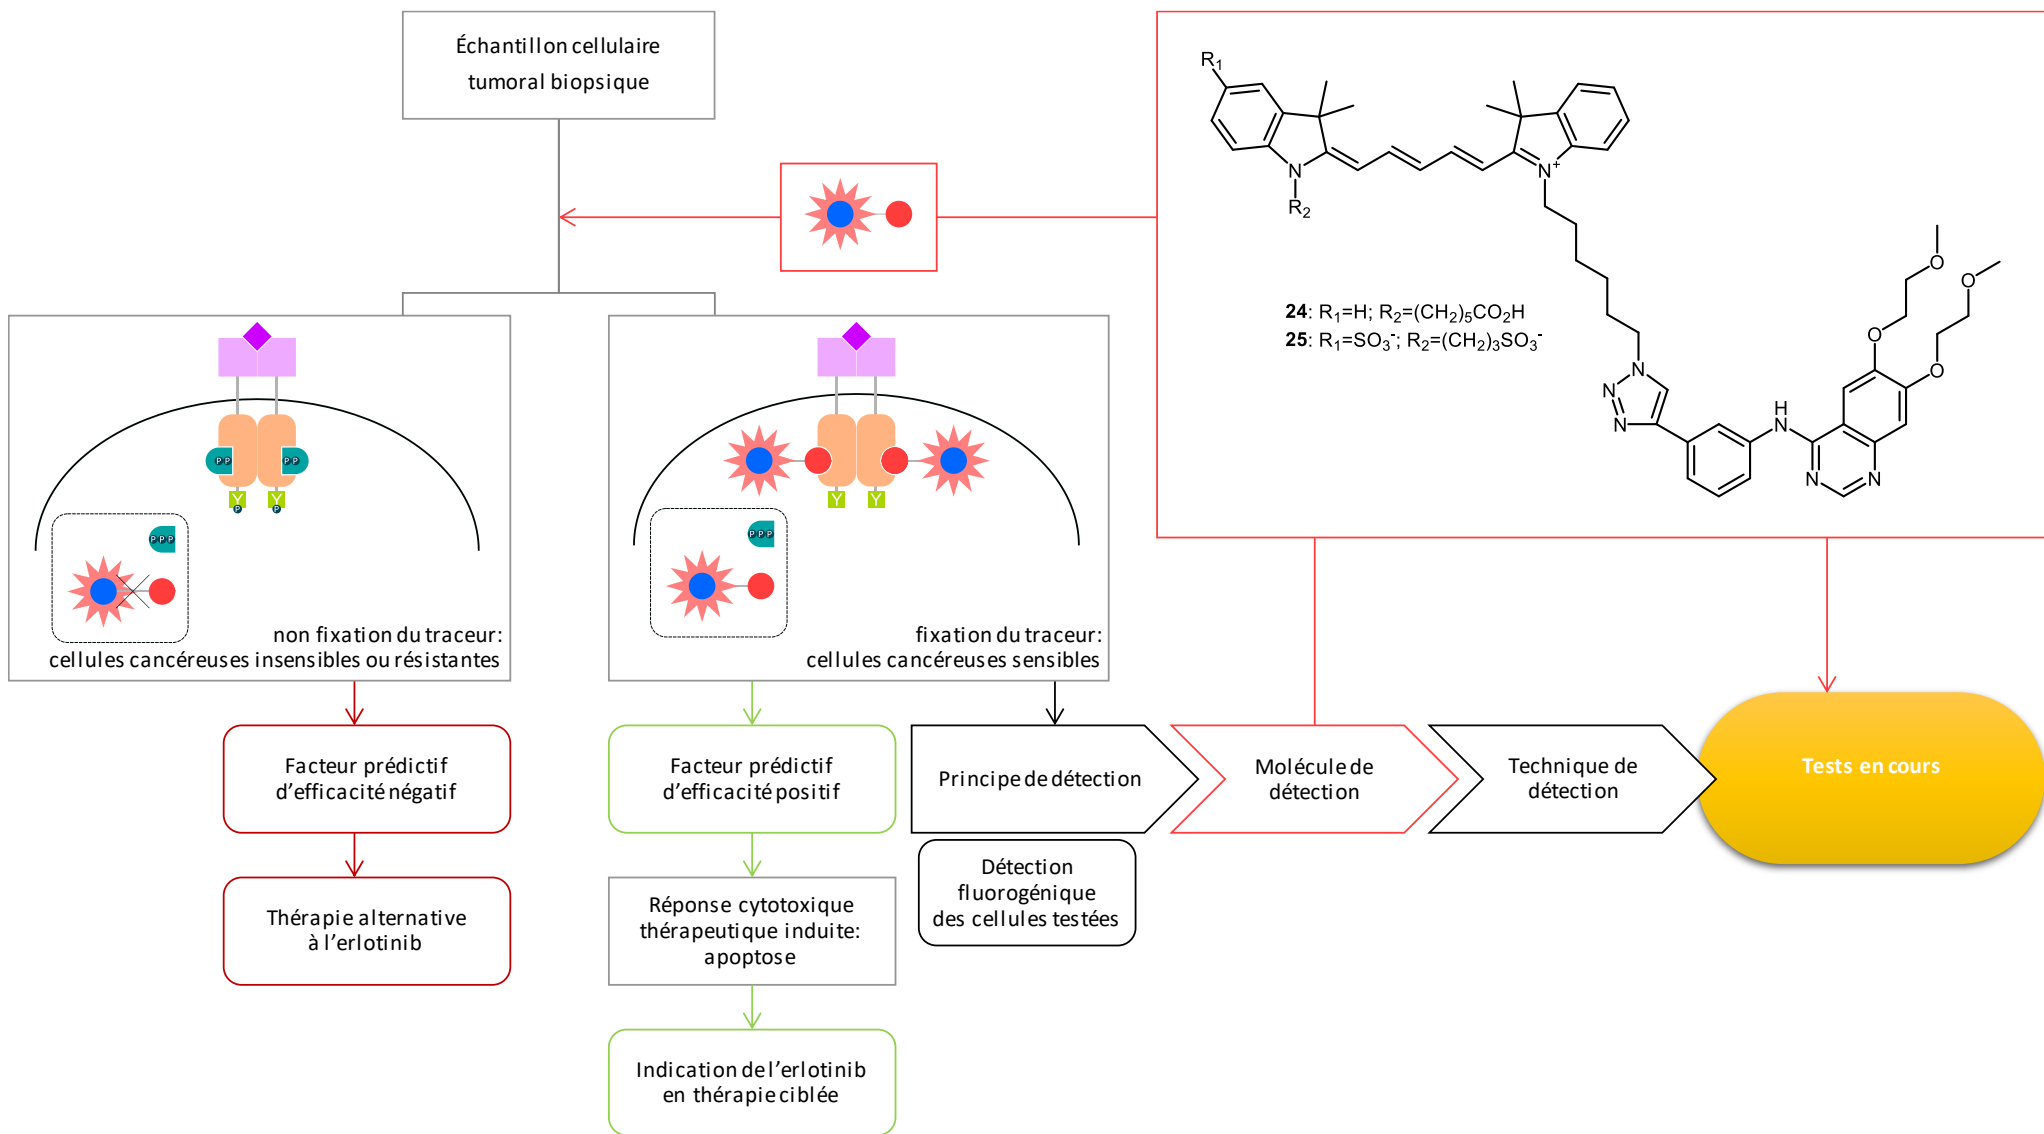 Échantillon cellulaire
tumoral biopsique
R1
N
R2
N+
24: R1=H; R2=(CH2)5CO2H
25: R1=SO3-; R2=(CH2)3SO3-
O
O
O
O
N
N
N
H
N
N
N
Y
Y
P
P
P P
P P
P P P
non fixation du traceur:
cellules cancéreuses insensibles ou résistantes
Y
Y
P P P
fixation du traceur:
cellules cancéreuses sensibles
Facteur prédictif
d'efficacité négatif
Facteur prédictif
d'efficacité positif
Principe de détection
Molécule de
détection
Technique de
détection
Tests en cours
Détection
fluorogénique
des cellules testées
Thérapie alternative
à l'erlotinib
Réponse cytotoxique
thérapeutique induite:
apoptose
Indication de l'erlotinib
en thérapie ciblée